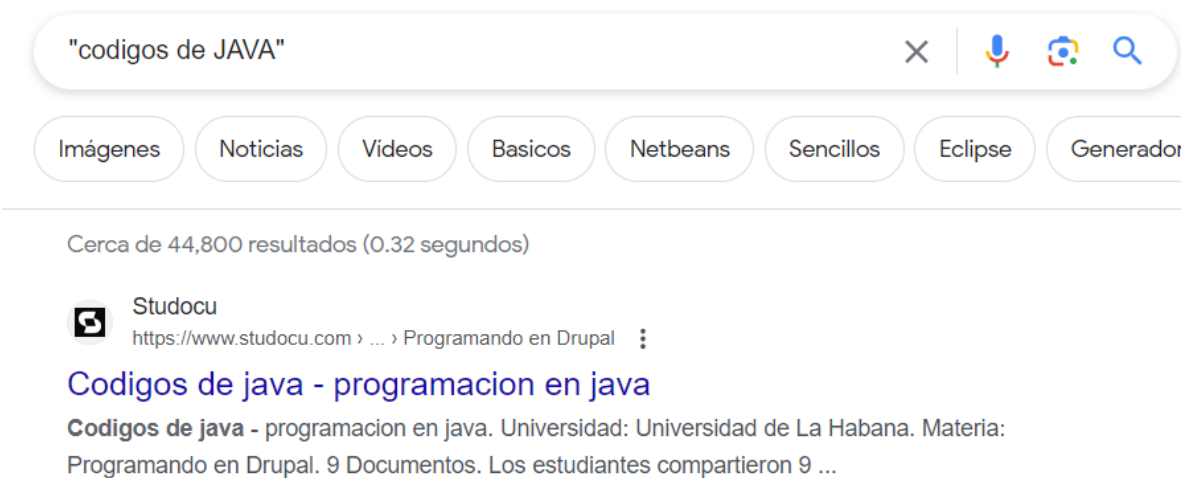 "codigos de JAVA"
Imágenes Noticias Vídeos Basicos Netbeans Sencillos Eclipse Generador
Cerca de 44,800 resultados (0.32 segundos)
Studocu
https://www.studocu.com › ... › Programando en Drupal
Codigos de java - programacion en java
Codigos de java - programacion en java. Universidad: Universidad de La Habana. Materia:
Programando en Drupal. 9 Documentos. Los estudiantes compartieron 9 ...